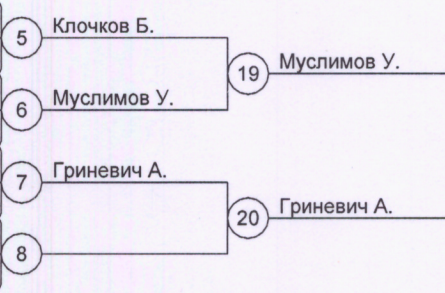 5 Клочков Б.
19 Муслимов У.
6 Муслимов У.
7 Гриневич А.
20 Гриневич А.
8